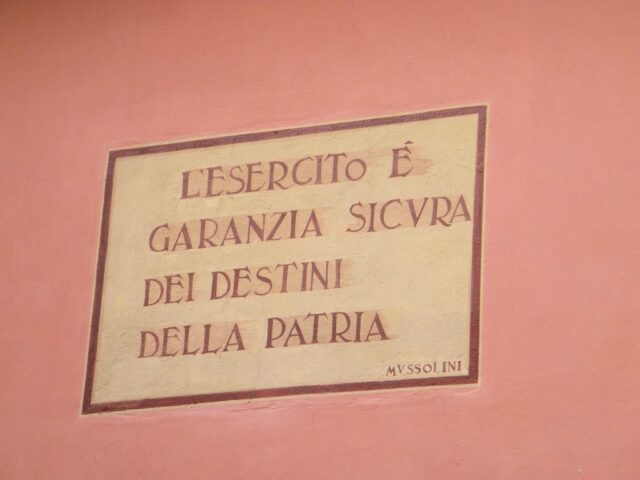 L'ESERCITO Ê
GARANZIA SICVRA
DEI DESTINI
DELLA PATRIA
MVSSOLINI